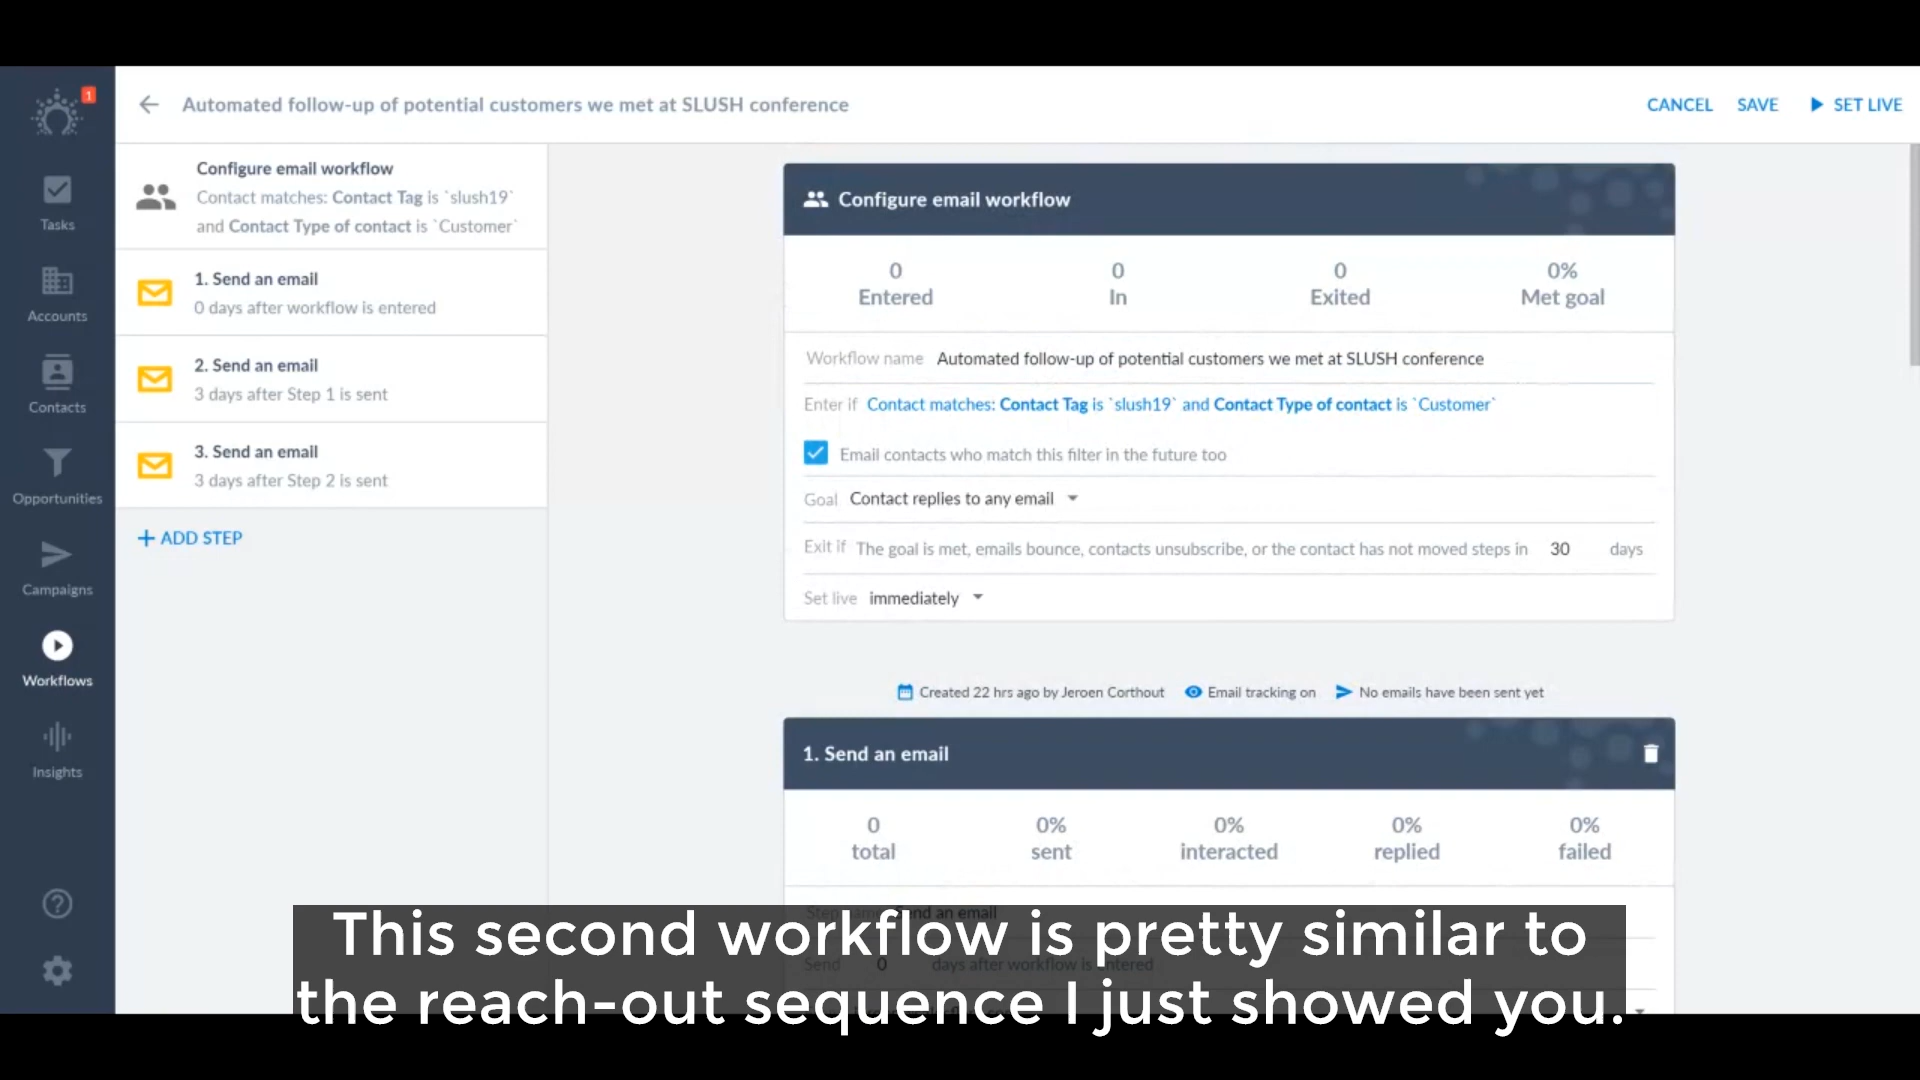 1
Automated follow-up of potential customers we met at SLUSH conference
CANCEL SAVE SET LIVE
Tasks
Accounts
Contacts
Opportunities
Campaigns
Workflows
Insights
Configure email workflow
Contact matches: Contact Tag is `slush19`
and Contact Type of contact is `Customer`
1. Send an email
0 days after workflow is entered
2. Send an email
3 days after Step 1 is sent
3. Send an email
3 days after Step 2 is sent
+ ADD STEP
Configure email workflow
0 0 0 0%
Entered In Exited Met goal
Workflow name Automated follow-up of potential customers we met at SLUSH conference
Enter if Contact matches: Contact Tag is `slush19` and Contact Type of contact is `Customer`
Email contacts who match this filter in the future too
Goal Contact replies to any email
Exit if The goal is met, emails bounce, contacts unsubscribe, or the contact has not moved steps in 30 days
Set live immediately
Created 22 hrs ago by Jeroen Corthout Email tracking on No emails have been sent yet
1. Send an email
0 0% 0% 0% 0%
total sent interacted replied failed
Step name Send an email
Send 0 days after workflow is entered
This second workflow is pretty similar to
the reach-out sequence I just showed you.